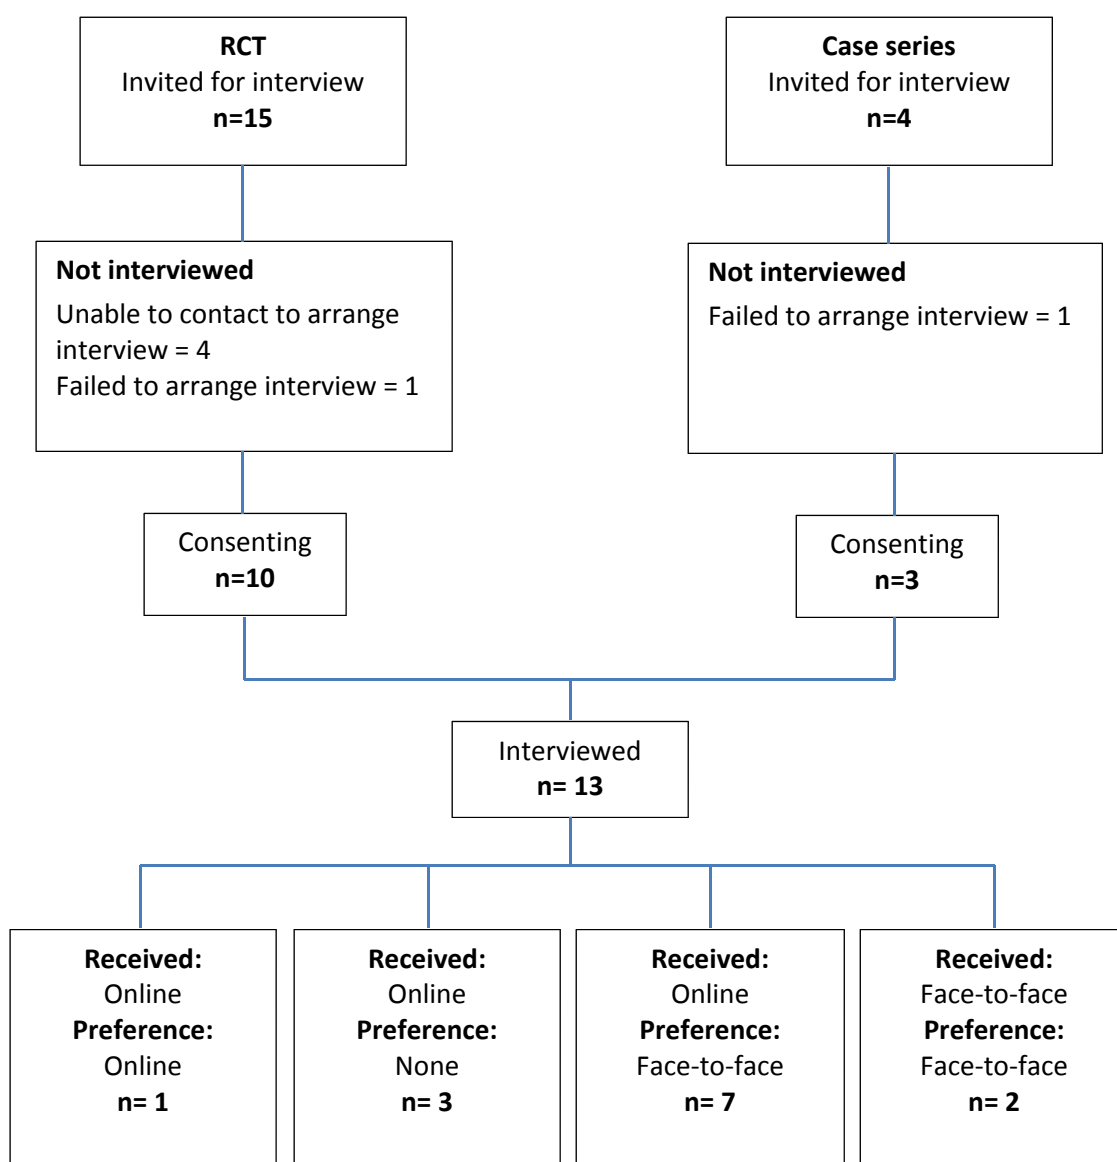 RCT
Invited for interview
n=15
Case series
Invited for interview
n=4
Not interviewed
Unable to contact to arrange
interview = 4
Failed to arrange interview = 1
Not interviewed
Failed to arrange interview = 1
Consenting
n=10
Consenting
n=3
Interviewed
n= 13
Received:
Online
Preference:
Online
n= 1
Received:
Online
Preference:
None
n= 3
Received:
Online
Preference:
Face-to-face
n= 7
Received:
Face-to-face
Preference:
Face-to-face
n= 2